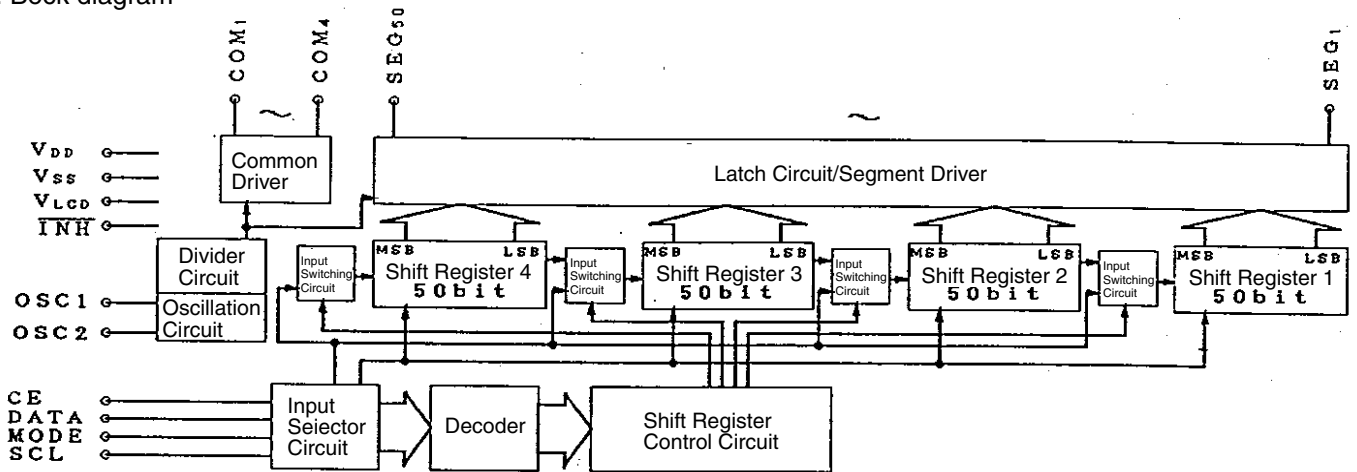 Bock diagram
COM1
COM4
SEG50
SEG1
~
~
VDD
VSS
VLCD
INH
Common
Driver
Latch Circuit/Segment Driver
Divider
Circuit
Oscillation
Circuit
OSC1
OSC2
Input
Switching
Circuit
MSB LSB
Shift Register 4
50bit
Input
Switching
Circuit
MSB LSB
Shift Register 3
50bit
Input
Switching
Circuit
MSB LSB
Shift Register 2
50bit
Input
Switching
Circuit
MSB LSB
Shift Register 1
50bit
CE
DATA
MODE
SCL
Input
Seiector
Circuit
Decoder
Shift Register
Control Circuit